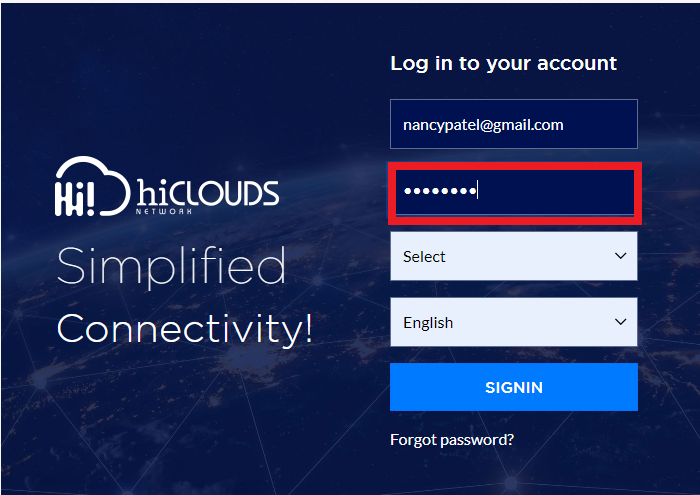 Log in to your account
nancypatel@gmail.com
••••••••
Select
English
SIGNIN
Forgot password?
Hi! hiCLOUDS
NETWORK
Simplified
Connectivity!